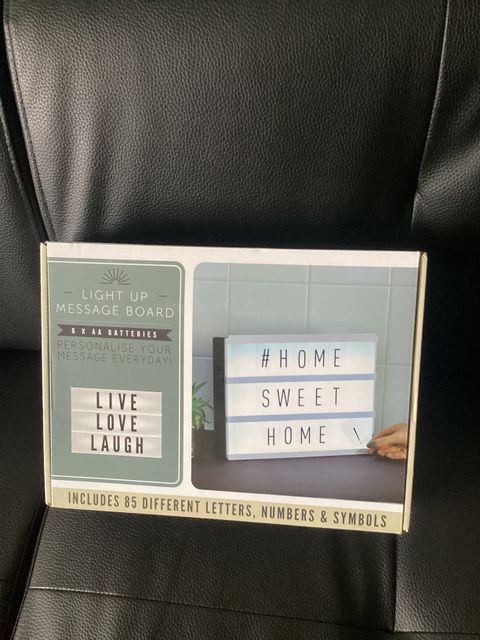 LIGHT UP
MESSAGE BOARD
6 X AA BATTERIES
PERSONALISE YOUR
MESSAGE EVERYDAY!
LIVE
LOVE
LAUGH
#HOME
SWEET
HOME
INCLUDES 85 DIFFERENT LETTERS, NUMBERS & SYMBOLS